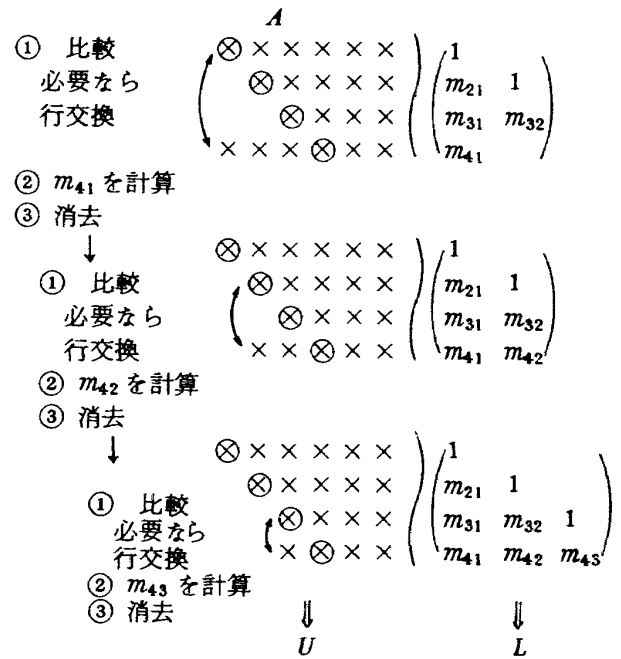 A
① 比較 ⊗ × × × × × 1
必要なら ⊗ × × × × m₂₁ 1
行交換 ⊗ × × × m₃₁ m₃₂
× × × ⊗ × × m₄₁
② m₄₁ を計算
③ 消去
↓ ⊗ × × × × × 1
① 比較 ⊗ × × × × m₂₁ 1
必要なら ⊗ × × × m₃₁ m₃₂
行交換 × × ⊗ × × m₄₁ m₄₂
② m₄₂ を計算
③ 消去
↓ ⊗ × × × × × 1
⊗ × × × × m₂₁ 1
① 比較 ⊗ × × × m₃₁ m₃₂ 1
必要なら
行交換 × ⊗ × × m₄₁ m₄₂ m₄₃
② m₄₃ を計算
③ 消去 ⇓ ⇓
U L